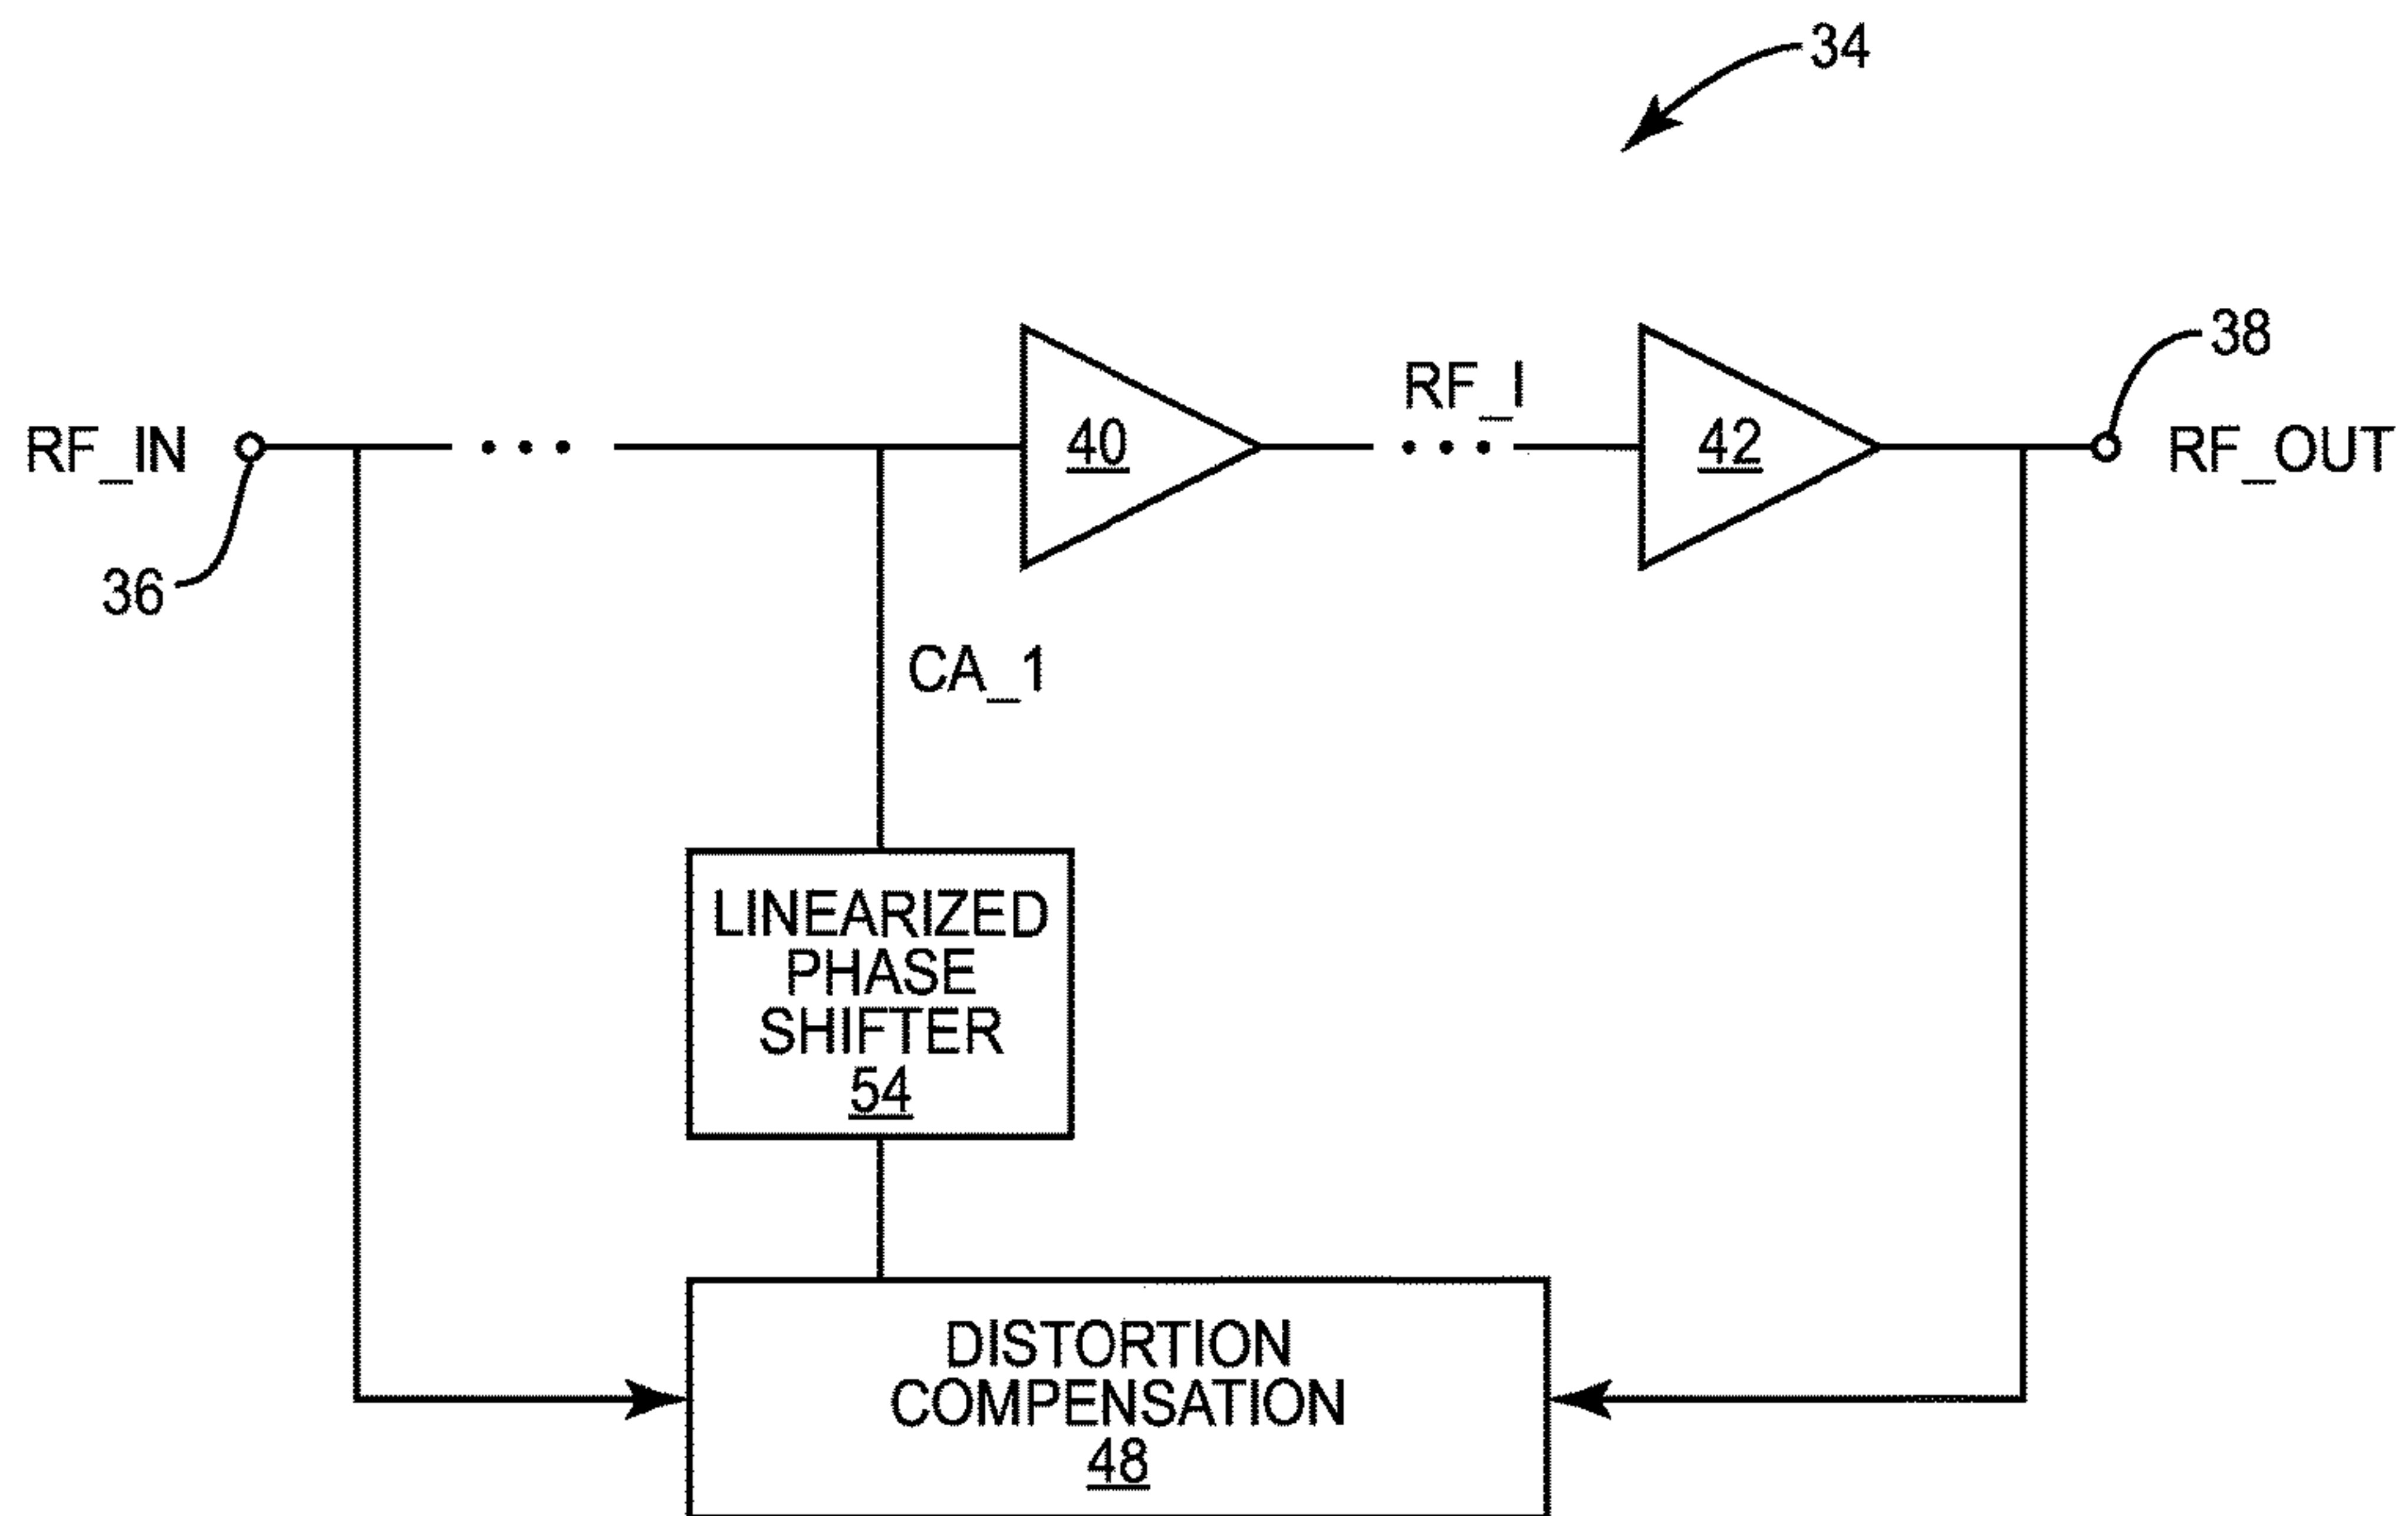 34
RF_IN
36
40
RF_I
42
38
RF_OUT
CA_1
LINEARIZED
PHASE
SHIFTER
54
DISTORTION
COMPENSATION
48